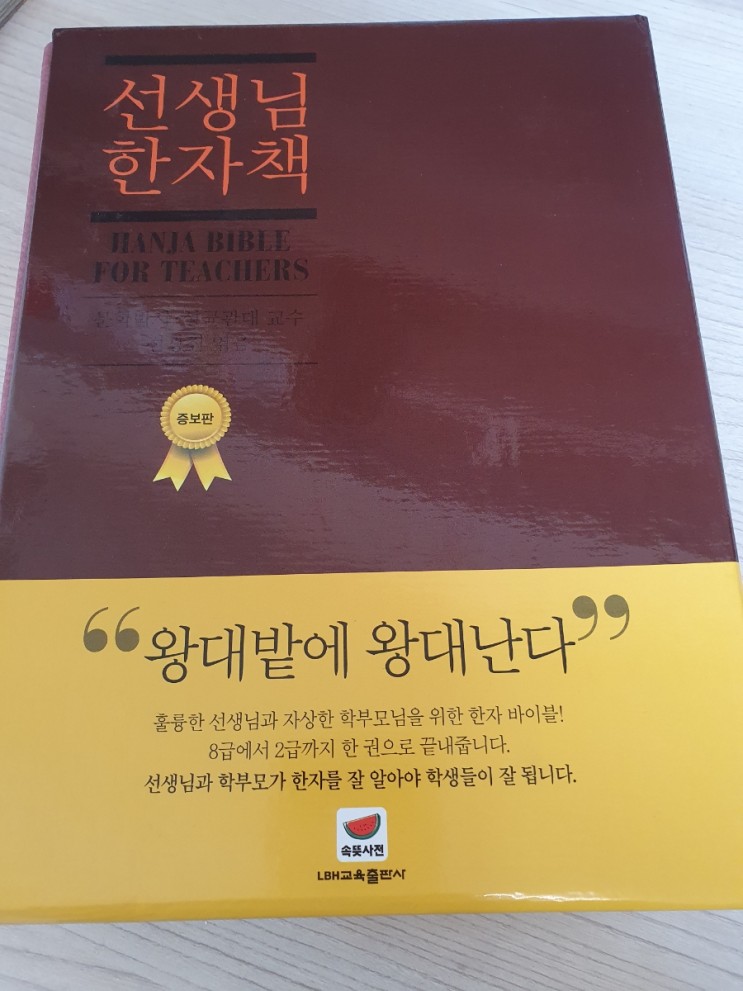 선생님
한자책
HANJA BIBLE
FOR TEACHERS
교수
증보판
“왕대밭에 왕대난다”
훌륭한 선생님과 자상한 학부모님을 위한 한자 바이블!
8급에서 2급까지 한 권으로 끝내줍니다.
선생님과 학부모가 한자를 잘 알아야 학생들이 잘 됩니다.
속뜻사전
LBH교육출판사